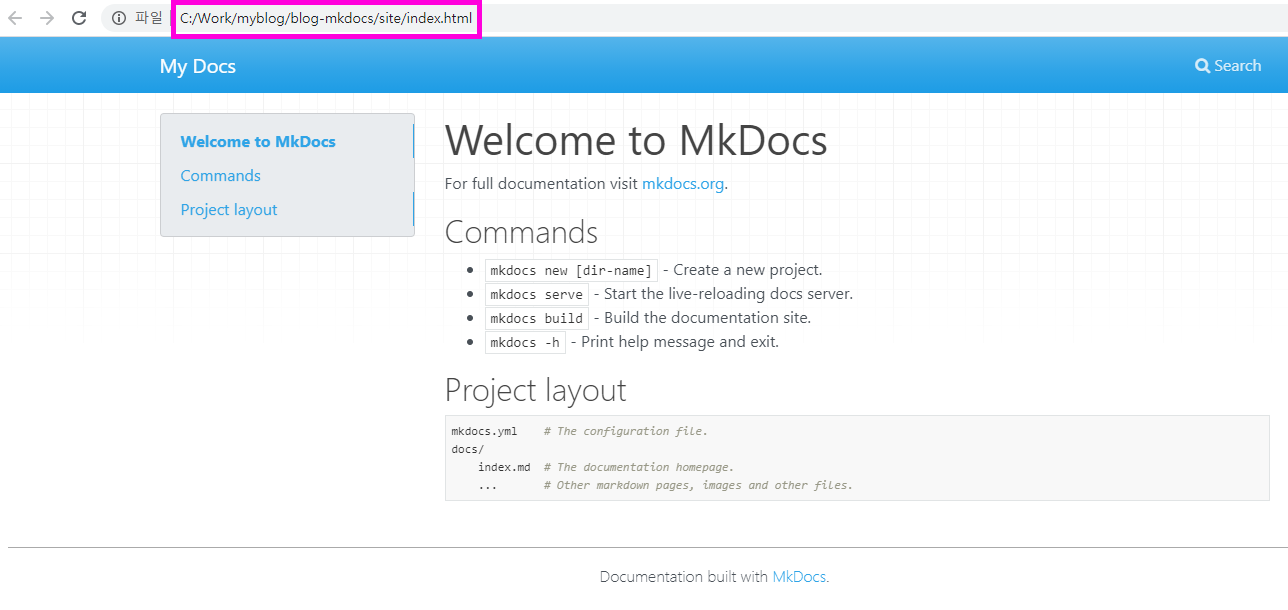 파일 C:/Work/myblog/blog-mkdocs/site/index.html
My Docs
Search
Welcome to MkDocs
Commands
Project layout
Welcome to MkDocs
For full documentation visit mkdocs.org.
Commands
mkdocs new [dir-name] - Create a new project.
mkdocs serve - Start the live-reloading docs server.
mkdocs build - Build the documentation site.
mkdocs -h - Print help message and exit.
Project layout
mkdocs.yml    # The configuration file.
docs/
    index.md  # The documentation homepage.
    ...       # Other markdown pages, images and other files.
Documentation built with MkDocs.